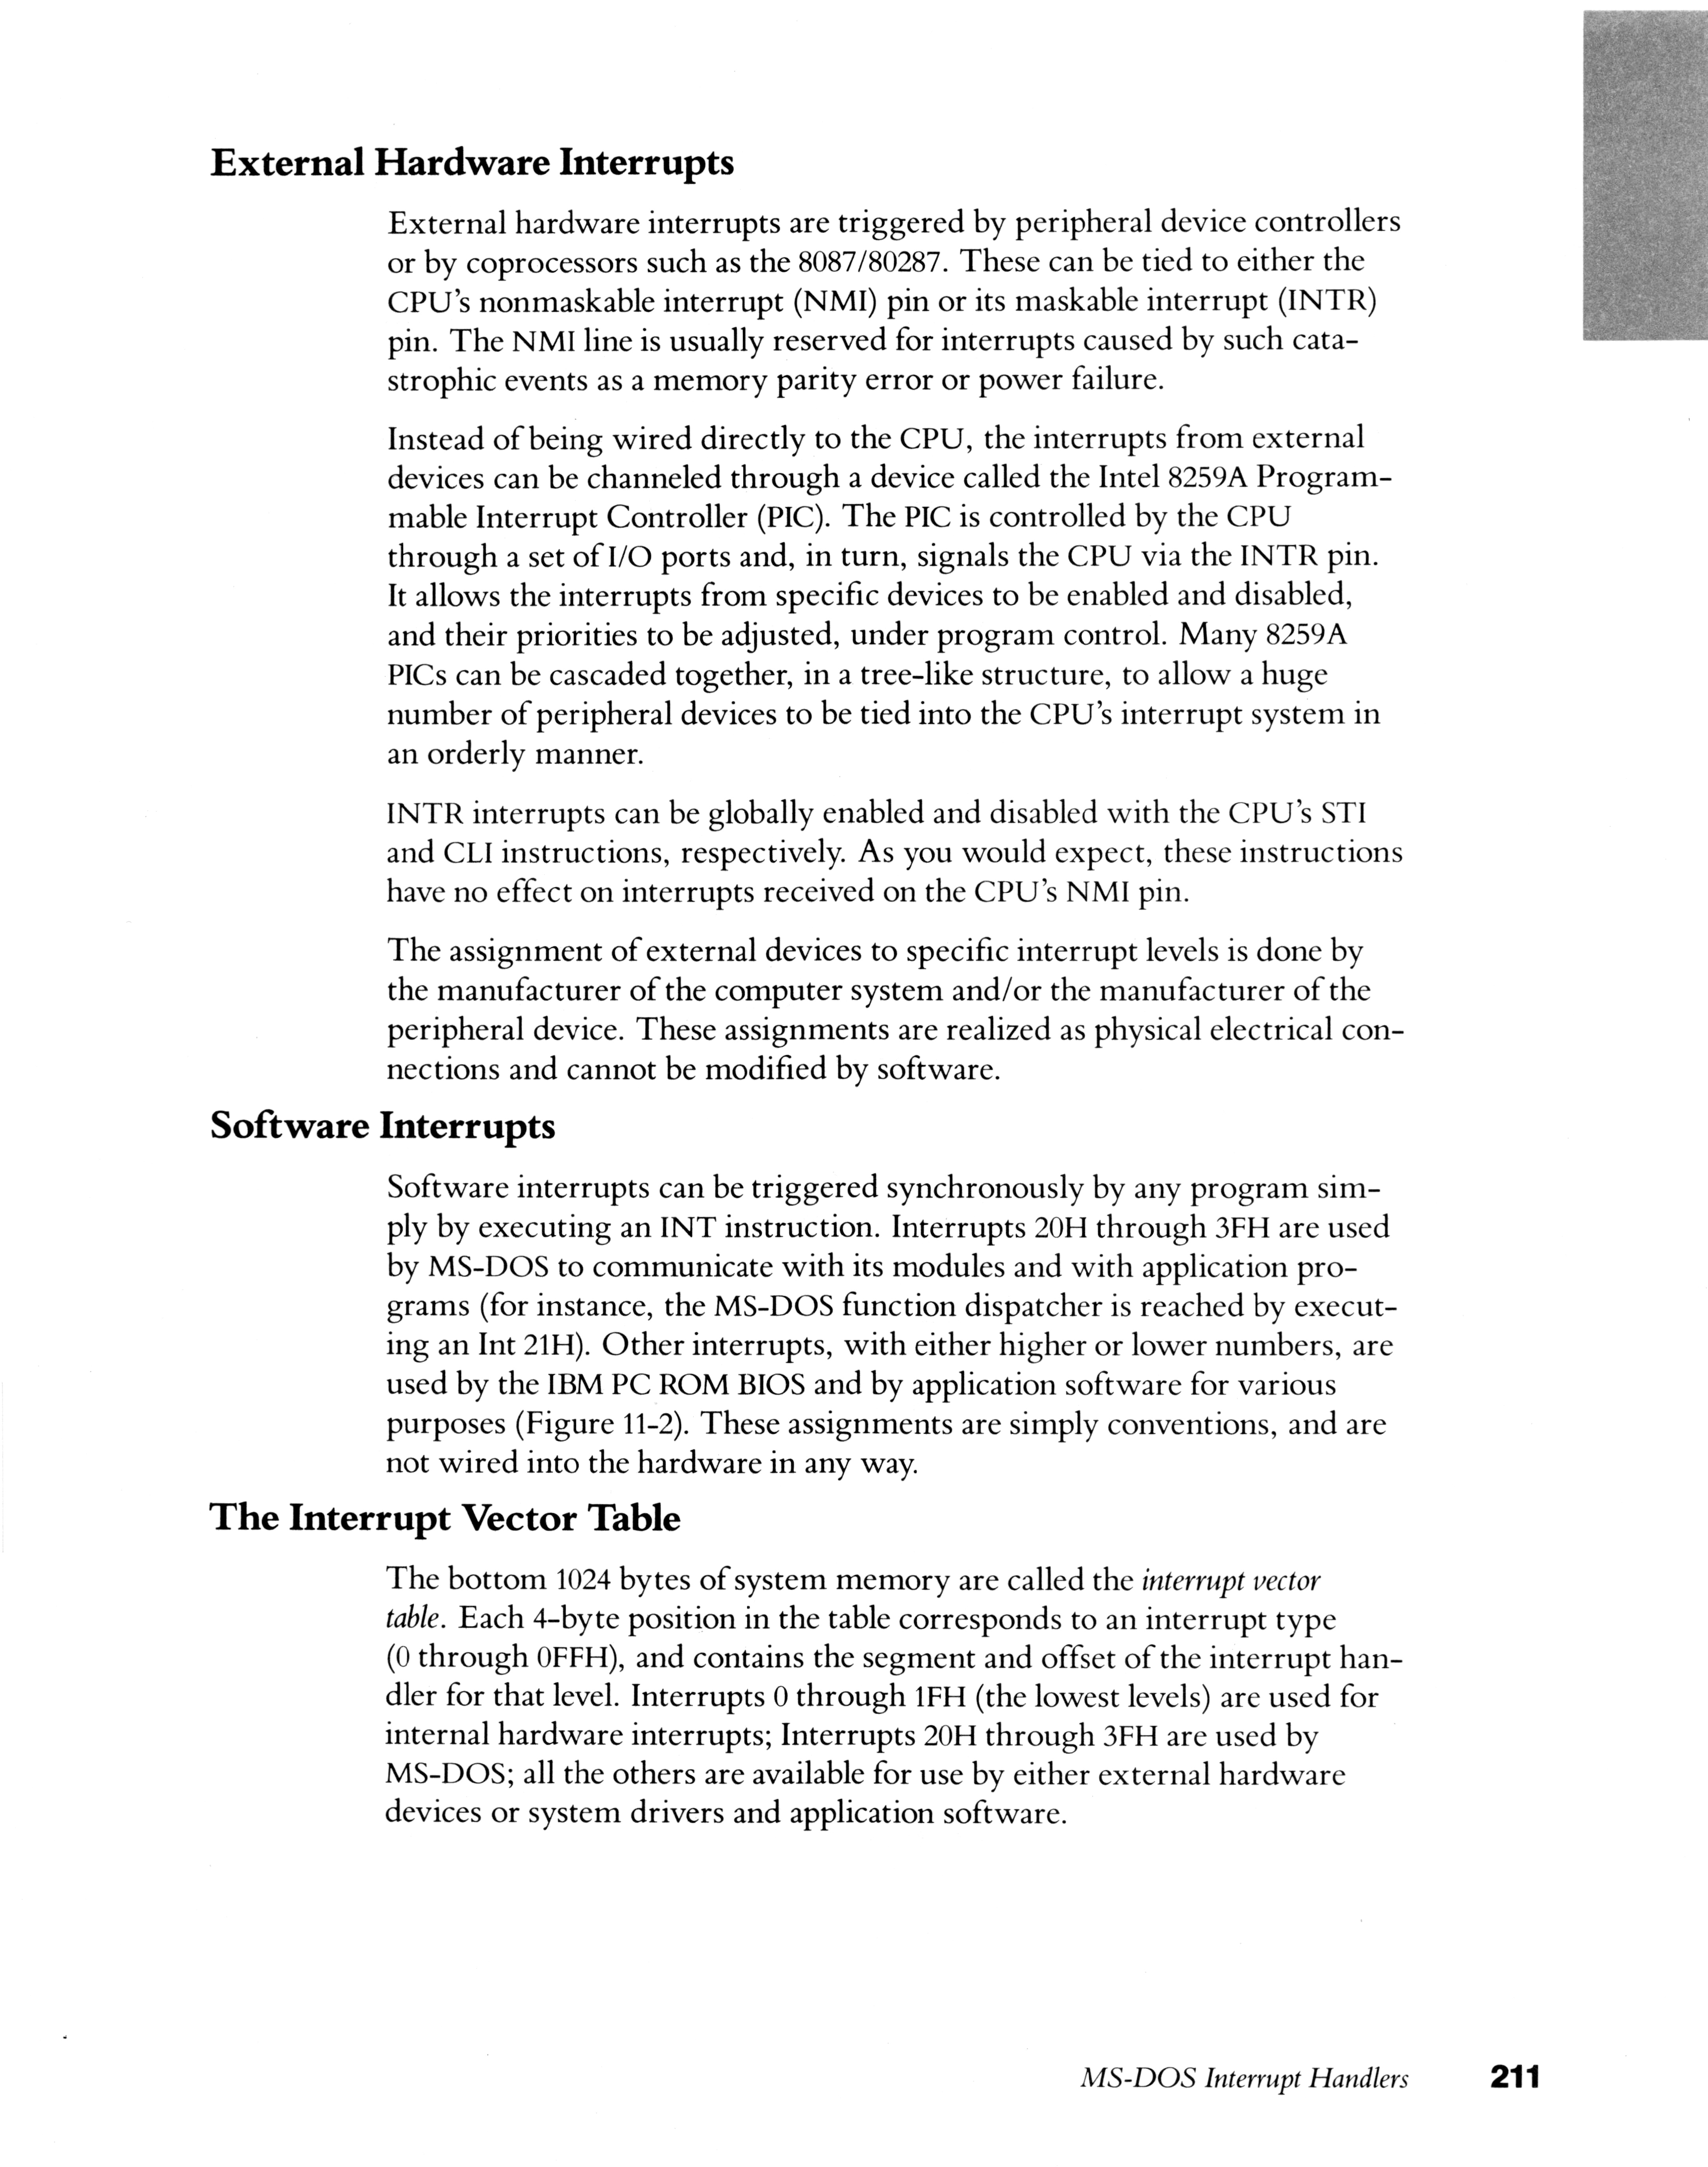 External Hardware Interrupts
External hardware interrupts are triggered by peripheral device controllers
or by coprocessors such as the 8087/80287. These can be tied to either the
CPU's nonmaskable interrupt (NMI) pin or its maskable interrupt (INTR)
pin. The NMI line is usually reserved for interrupts caused by such cata-
strophic events as a memory parity error or power failure.
Instead of being wired directly to the CPU, the interrupts from external
devices can be channeled through a device called the Intel 8259A Program-
mable Interrupt Controller (PIC). The PIC is controlled by the CPU
through a set of I/O ports and, in turn, signals the CPU via the INTR pin.
It allows the interrupts from specific devices to be enabled and disabled,
and their priorities to be adjusted, under program control. Many 8259A
PICs can be cascaded together, in a tree-like structure, to allow a huge
number of peripheral devices to be tied into the CPU's interrupt system in
an orderly manner.
INTR interrupts can be globally enabled and disabled with the CPU's STI
and CLI instructions, respectively. As you would expect, these instructions
have no effect on interrupts received on the CPU's NMI pin.
The assignment of external devices to specific interrupt levels is done by
the manufacturer of the computer system and/or the manufacturer of the
peripheral device. These assignments are realized as physical electrical con-
nections and cannot be modified by software.
Software Interrupts
Software interrupts can be triggered synchronously by any program sim-
ply by executing an INT instruction. Interrupts 20H through 3FH are used
by MS-DOS to communicate with its modules and with application pro-
grams (for instance, the MS-DOS function dispatcher is reached by execut-
ing an Int 21H). Other interrupts, with either higher or lower numbers, are
used by the IBM PC ROM BIOS and by application software for various
purposes (Figure 11-2). These assignments are simply conventions, and are
not wired into the hardware in any way.
The Interrupt Vector Table
The bottom 1024 bytes of system memory are called the interrupt vector
table. Each 4-byte position in the table corresponds to an interrupt type
(0 through 0FFH), and contains the segment and offset of the interrupt han-
dler for that level. Interrupts 0 through 1FH (the lowest levels) are used for
internal hardware interrupts; Interrupts 20H through 3FH are used by
MS-DOS; all the others are available for use by either external hardware
devices or system drivers and application software.
MS-DOS Interrupt Handlers 211